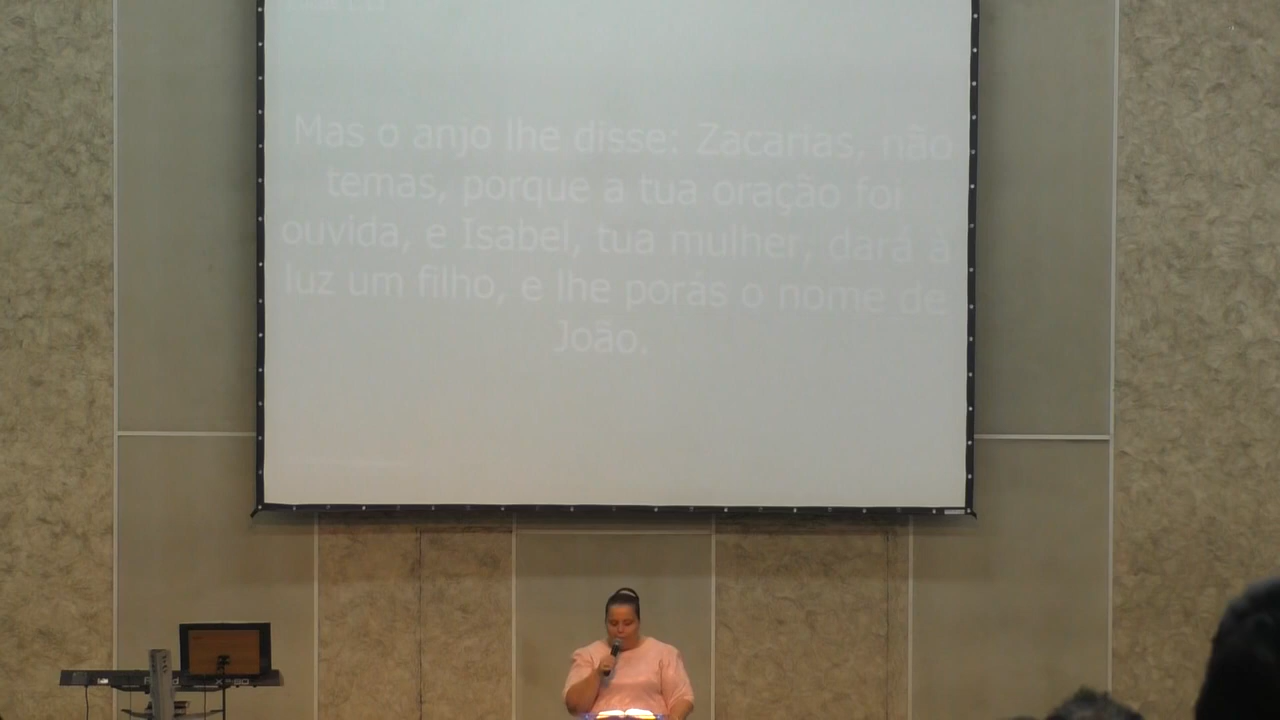 Mas o anjo lhe disse: Zacarias, não
temas, porque a tua oração foi
ouvida, e Isabel, tua mulher, dará à
luz um filho, e lhe porás o nome de
João.